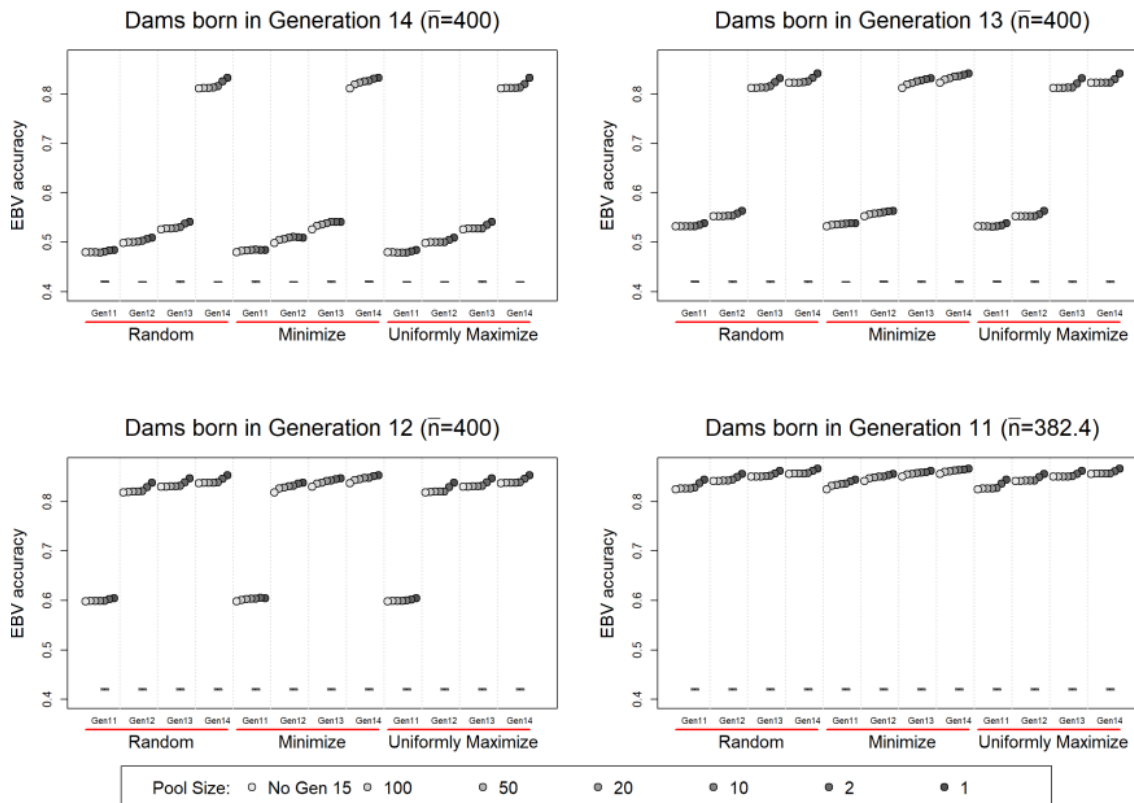 Dams born in Generation 14 (n̅=400)
EBV accuracy
0.8
0.7
0.6
0.5
0.4
Gen11 Gen12 Gen13 Gen14 Gen11 Gen12 Gen13 Gen14 Gen11 Gen12 Gen13 Gen14
Random Minimize Uniformly Maximize
Dams born in Generation 13 (n̅=400)
EBV accuracy
0.8
0.7
0.6
0.5
0.4
Gen11 Gen12 Gen13 Gen14 Gen11 Gen12 Gen13 Gen14 Gen11 Gen12 Gen13 Gen14
Random Minimize Uniformly Maximize
Dams born in Generation 12 (n̅=400)
EBV accuracy
0.8
0.7
0.6
0.5
0.4
Gen11 Gen12 Gen13 Gen14 Gen11 Gen12 Gen13 Gen14 Gen11 Gen12 Gen13 Gen14
Random Minimize Uniformly Maximize
Dams born in Generation 11 (n̅=382.4)
EBV accuracy
0.8
0.7
0.6
0.5
0.4
Gen11 Gen12 Gen13 Gen14 Gen11 Gen12 Gen13 Gen14 Gen11 Gen12 Gen13 Gen14
Random Minimize Uniformly Maximize
Pool Size: No Gen 15 100 50 20 10 2 1